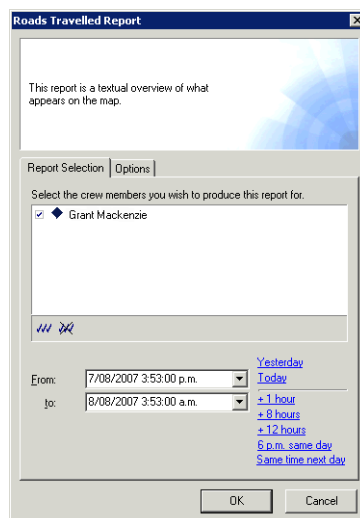 Roads Travelled Report
This report is a textual overview of what
appears on the map.
Report Selection Options
Select the crew members you wish to produce this report for.
Grant Mackenzie
From: 7/08/2007 3:53:00 p.m.
to: 8/08/2007 3:53:00 a.m.
Yesterday
Today
+ 1 hour
+ 8 hours
+ 12 hours
6 p.m. same day
Same time next day
OK Cancel